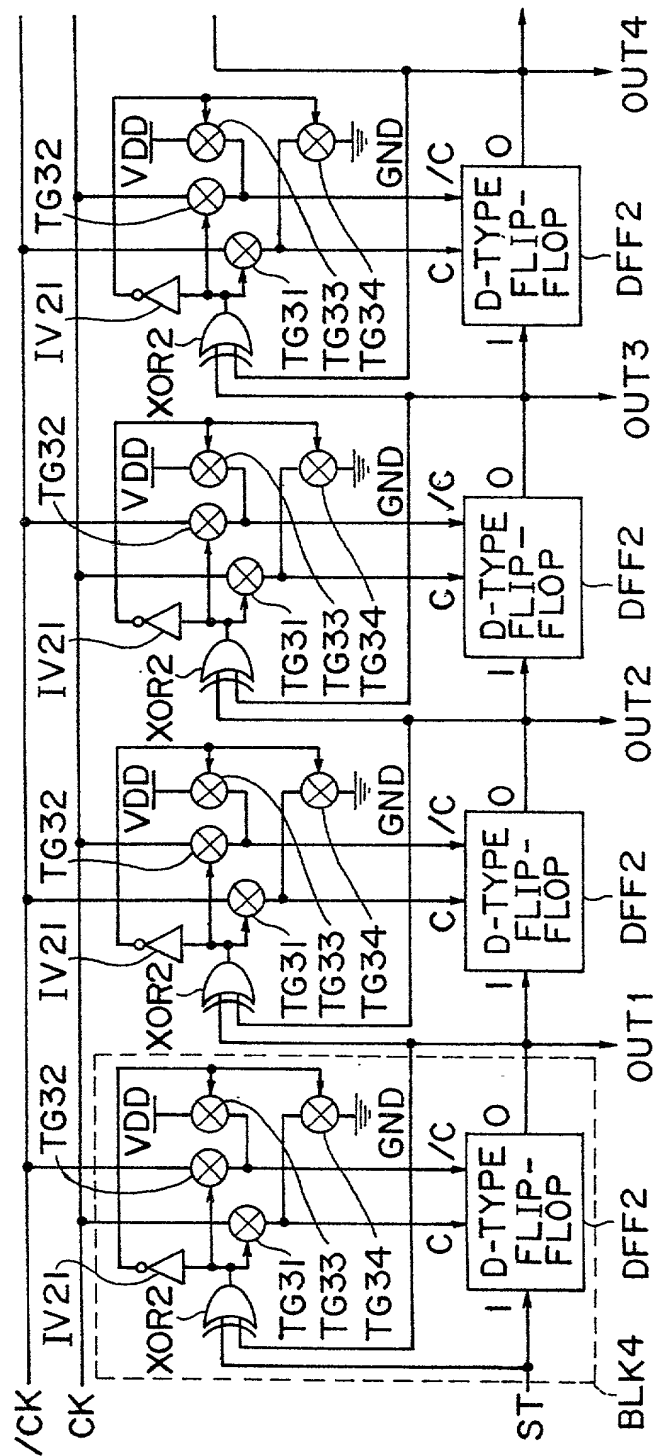 /CK
CK
IV21
TG32
XOR2
VDD
TG31
TG33
TG34
GND
C
/C
ST
I
D-TYPE
FLIP-
FLOP
O
BLK4
DFF2
OUT1
IV21
TG32
XOR2
VDD
TG31
TG33
TG34
GND
C
/C
I
D-TYPE
FLIP-
FLOP
O
DFF2
OUT2
IV21
TG32
XOR2
VDD
TG31
TG33
TG34
GND
C
/C
I
D-TYPE
FLIP-
FLOP
O
DFF2
OUT3
IV21
TG32
XOR2
VDD
TG31
TG33
TG34
GND
C
/C
I
D-TYPE
FLIP-
FLOP
O
DFF2
OUT4